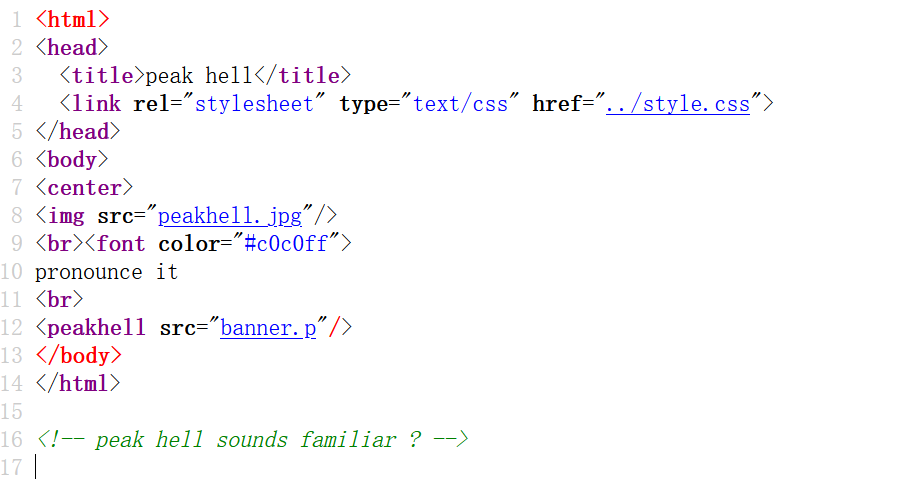 1 <html>
2 <head>
3   <title>peak hell</title>
4   <link rel="stylesheet" type="text/css" href="../style.css">
5 </head>
6 <body>
7 <center>
8 <img src="peakhell.jpg"/>
9 <br><font color="#c0c0ff">
10 pronounce it
11 <br>
12 <peakhell src="banner.p"/>
13 </body>
14 </html>
15
16 <!-- peak hell sounds familiar ? -->
17